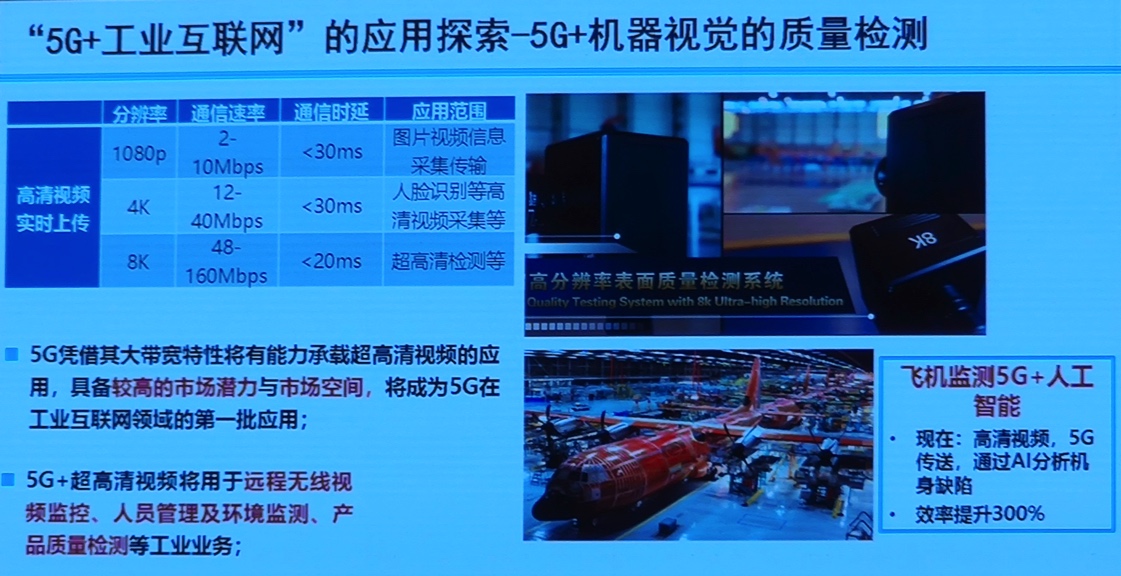 “5G+工业互联网”的应用探索-5G+机器视觉的质量检测
分辨率 通信速率 通信时延 应用范围
高清视频
实时上传
1080p 2-
10Mbps <30ms 图片视频信息
采集传输
4K 12-
40Mbps <30ms 人脸识别等高
清视频采集等
8K 48-
160Mbps <20ms 超高清检测等
8K
高分辨率表面质量检测系统
Quality Testing System with 8k Ultra-high Resolution
5G凭借其大带宽特性将有能力承载超高清视频的应
用，具备较高的市场潜力与市场空间，将成为5G在
工业互联网领域的第一批应用；
5G+超高清视频将用于远程无线视
频监控、人员管理及环境监测、产
品质量检测等工业业务；
飞机监测5G+人工
智能
• 现在：高清视频，5G
传送，通过AI分析机
身缺陷
• 效率提升300%